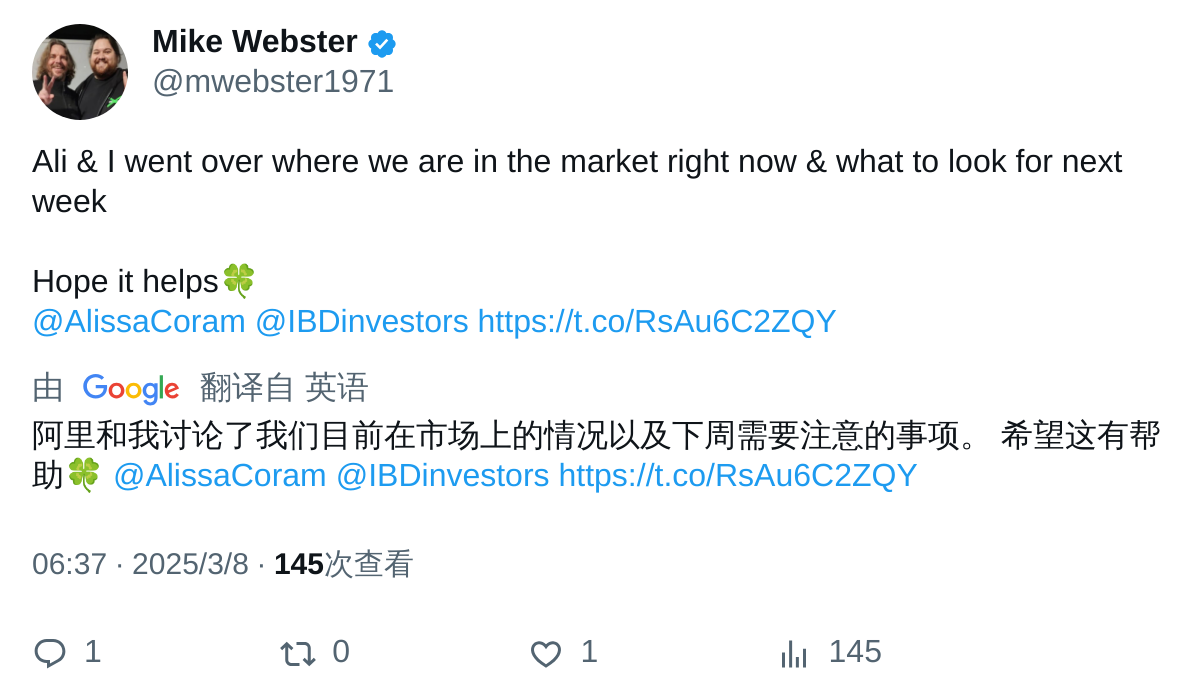 Mike Webster
@mwebster1971
Ali & I went over where we are in the market right now & what to look for next
week
Hope it helps🍀
@AlissaCoram @IBDinvestors https://t.co/RsAu6C2ZQY
由 Google 翻译自 英语
阿里和我讨论了我们目前在市场上的情况以及下周需要注意的事项。 希望这有帮
助🍀 @AlissaCoram @IBDinvestors https://t.co/RsAu6C2ZQY
06:37 · 2025/3/8 · 145次查看
1 0 1 145